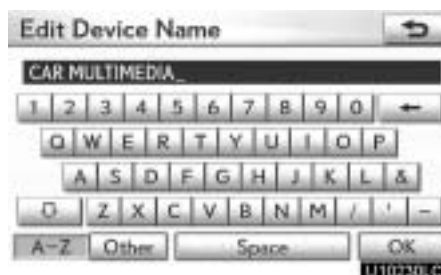 Edit Device Name
CAR MULTIMEDIA_
1 2 3 4 5 6 7 8 9 0 ←
Q W E R T Y U I O P
A S D F G H J K L &
Z X C V B N M / ' -
A-Z Other Space OK